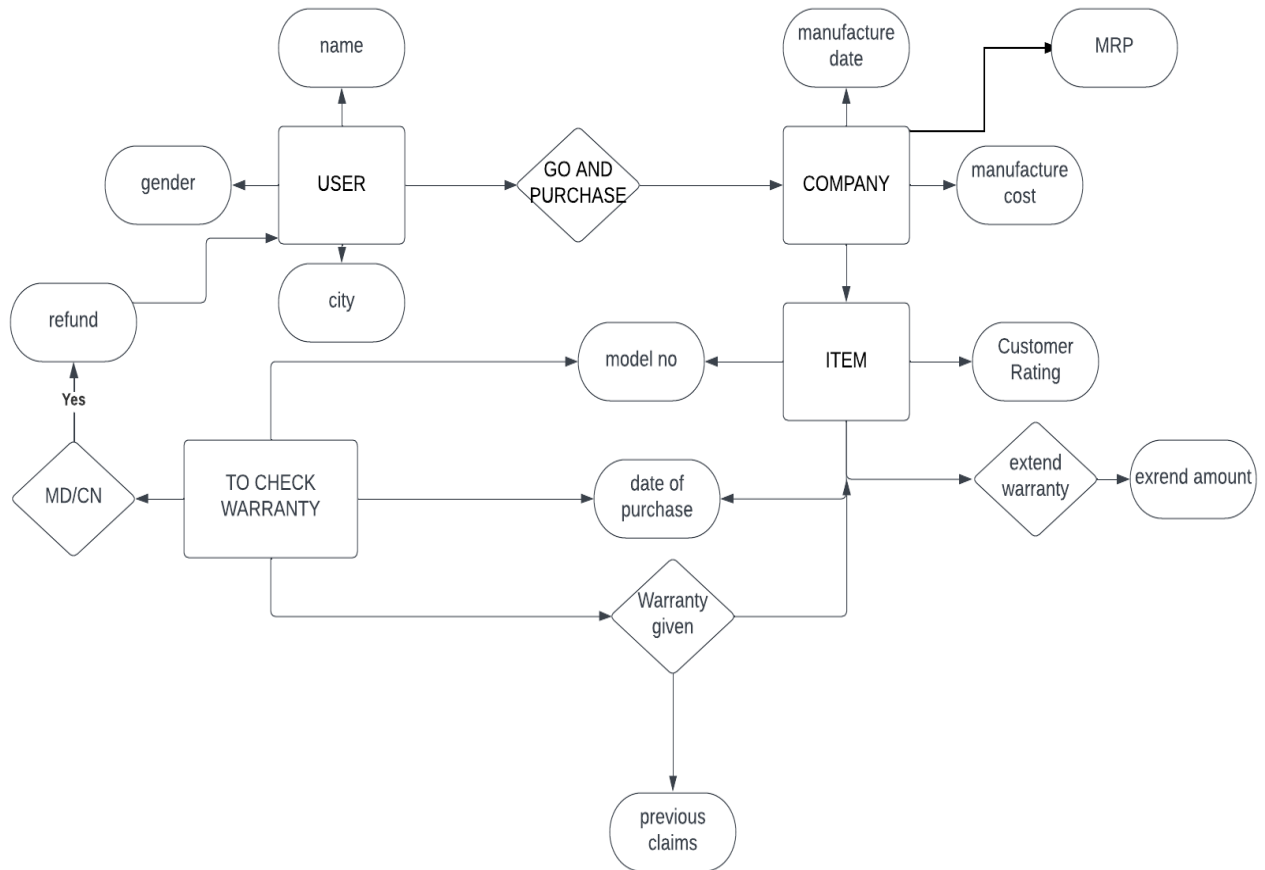 name
manufacture
date
MRP
gender
USER
GO AND
PURCHASE
COMPANY
manufacture
cost
city
refund
model no
ITEM
Customer
Rating
Yes
MD/CN
TO CHECK
WARRANTY
date of
purchase
extend
warranty
exrend amount
Warranty
given
previous
claims